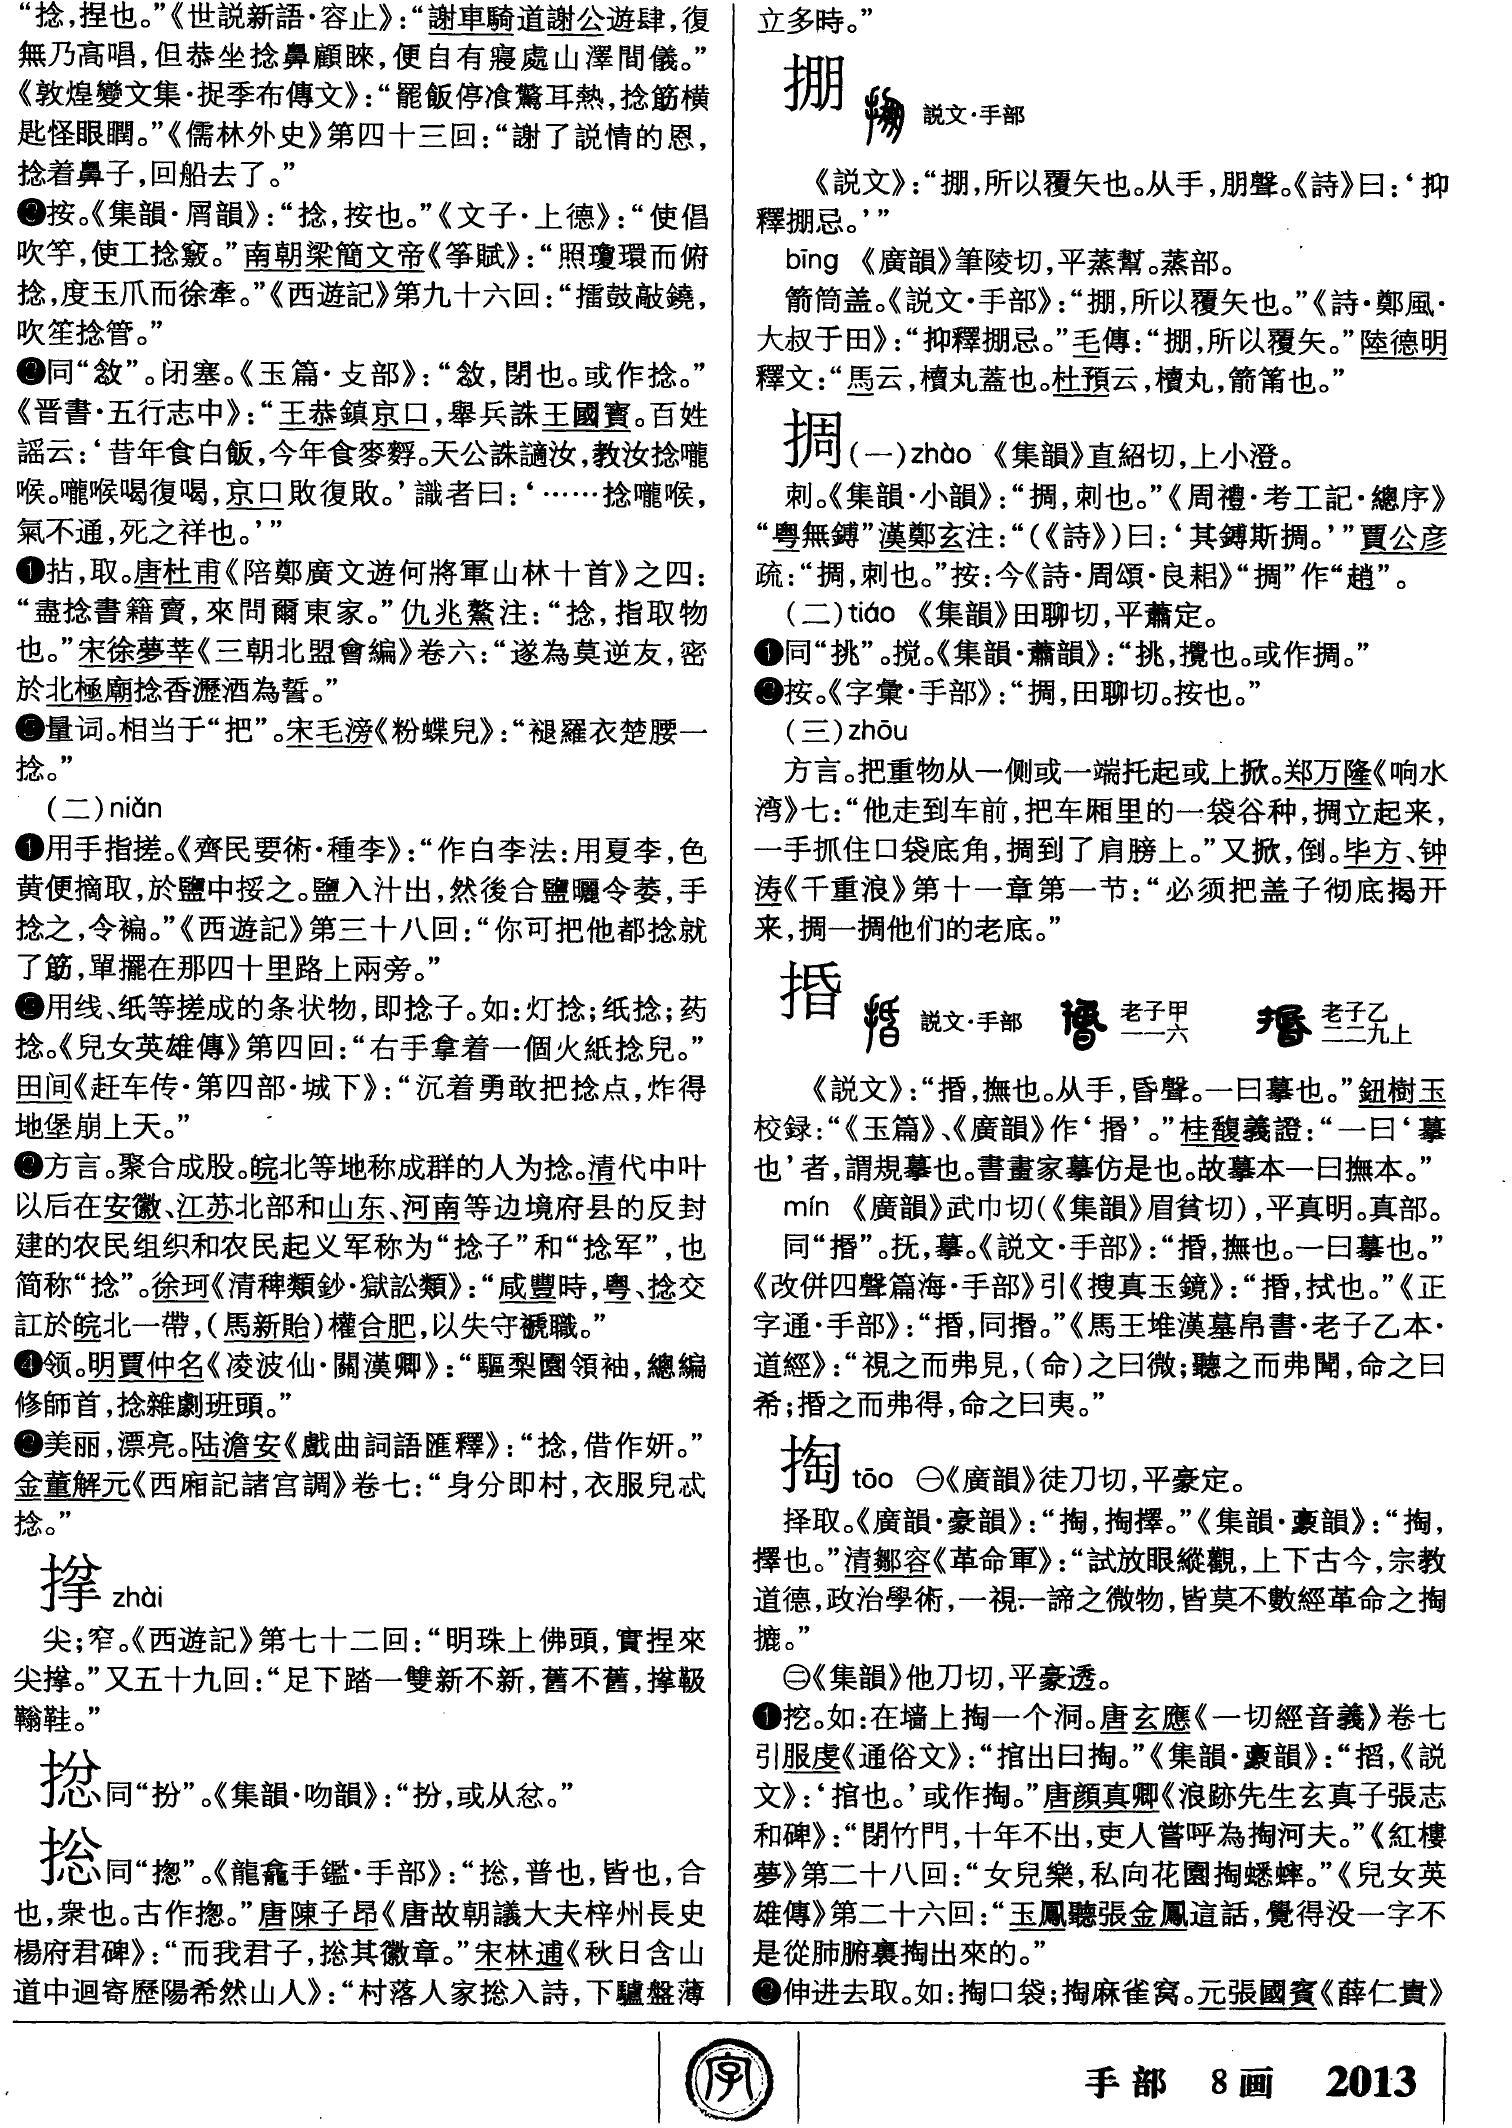 “捻，捏也。”《世説新語·容止》：“謝車騎道謝公遊肆，復
無乃高唱，但恭坐捻鼻顧睞，便自有寢處山澤間儀。”
《敦煌變文集·捉季布傳文》：“罷飯停飡驚耳熱，捻筯橫
匙怪眼瞤。”《儒林外史》第四十三回：“謝了説情的恩，
捻着鼻子，回船去了。”
❷按。《集韻·屑韻》：“捻，按也。”《文子·上德》：“使倡
吹竽，使工捻竅。”南朝梁簡文帝《筝賦》：“照瓊環而俯
捻，度玉爪而徐牽。”《西遊記》第九十六回：“擂鼓敲鐃，
吹笙捻管。”
❸同“敜”。闭塞。《玉篇·攴部》：“敜，閉也。或作捻。”
《晋書·五行志中》：“王恭鎮京口，舉兵誅王國寶。百姓
謡云：‘昔年食白飯，今年食麥麩。天公誅讁汝，教汝捻嚨
喉。嚨喉喝復喝，京口敗復敗。’識者曰：‘……捻嚨喉，
氣不通，死之祥也。’”
❹拈，取。唐杜甫《陪鄭廣文遊何將軍山林十首》之四：
“盡捻書籍賣，來問爾東家。”仇兆鰲注：“捻，指取物
也。”宋徐夢莘《三朝北盟會編》卷六：“遂為莫逆友，密
於北極廟捻香瀝酒為誓。”
❺量词。相当于“把”。宋毛滂《粉蝶兒》：“褪羅衣楚腰一
捻。”
（二）niǎn
❶用手指搓。《齊民要術·種李》：“作白李法：用夏李，色
黄便摘取，於鹽中挼之。鹽入汁出，然後合鹽曬令萎，手
捻之，令褊。”《西遊記》第三十八回：“你可把他都捻就
了筋，單擺在那四十里路上兩旁。”
❷用线、纸等搓成的条状物，即捻子。如：灯捻；纸捻；药
捻。《兒女英雄傳》第四回：“右手拿着一個火紙捻兒。”
田间《赶车传·第四部·城下》：“沉着勇敢把捻点，炸得
地堡崩上天。”
❸方言。聚合成股。皖北等地称成群的人为捻。清代中叶
以后在安徽、江苏北部和山东、河南等边境府县的反封
建的农民组织和农民起义军称为“捻子”和“捻军”，也
简称“捻”。徐珂《清稗類鈔·獄訟類》：“咸豐時，粤、捻交
訌於皖北一帶，（馬新貽）權合肥，以失守褫職。”
❹领。明賈仲名《凌波仙·關漢卿》：“驅梨園領袖，總編
修師首，捻雜劇班頭。”
❺美丽，漂亮。陆澹安《戲曲詞語匯釋》：“捻，借作妍。”
金董解元《西廂記諸宫調》卷七：“身分即村，衣服兒忒
捻。”
㨄 zhài
尖；窄。《西遊記》第七十二回：“明珠上佛頭，實捏來
尖㨄。”又五十九回：“足下踏一雙新不新，舊不舊，㨄靸
䩺鞋。”
㧳同“扮”。《集韻·吻韻》：“扮，或从忿。”
捴同“揔”。《龍龕手鑑·手部》：“捴，普也，皆也，合
也，衆也。古作揔。”唐陳子昂《唐故朝議大夫梓州長史
楊府君碑》：“而我君子，捴其徽章。”宋林逋《秋日含山
道中迴寄歷陽希然山人》：“村落人家捴入詩，下驢盤薄
立多時。”
掤 説文·手部
《説文》：“掤，所以覆矢也。从手，朋聲。《詩》曰：‘抑
釋掤忌。’”
bīng 《廣韻》筆陵切，平蒸幫。蒸部。
箭筒盖。《説文·手部》：“掤，所以覆矢也。”《詩·鄭風·
大叔于田》：“抑釋掤忌。”毛傳：“掤，所以覆矢。”陸德明
釋文：“馬云，櫝丸蓋也。杜預云，櫝丸，箭筩也。”
㨄（一）zhào 《集韻》直紹切，上小澄。
刺。《集韻·小韻》：“掆，刺也。”《周禮·考工記·總序》
“粤無鎛”漢鄭玄注：“（《詩》）曰：‘其鎛斯掆。’”賈公彦
疏：“掆，刺也。”按：今《詩·周頌·良耜》“掆”作“趙”。
（二）tiáo 《集韻》田聊切，平蕭定。
❶同“挑”。搅。《集韻·蕭韻》：“挑，攪也。或作掆。”
❷按。《字彙·手部》：“掆，田聊切。按也。”
（三）zhōu
方言。把重物从一侧或一端托起或上掀。郑万隆《响水
湾》七：“他走到车前，把车厢里的一袋谷种，掆立起来，
一手抓住口袋底角，掆到了肩膀上。”又掀，倒。毕方、钟
涛《千重浪》第十一章第一节：“必须把盖子彻底揭开
来，掆一掆他们的老底。”
捪 説文·手部 老子甲一一六 老子乙二二九上
《説文》：“捪，撫也。从手，昏聲。一曰摹也。”鈕樹玉
校録：“《玉篇》、《廣韻》作‘㨉’。”桂馥義證：“一曰‘摹
也’者，謂規摹也。書畫家摹仿是也。故摹本一曰撫本。”
mín 《廣韻》武巾切（《集韻》眉貧切），平真明。真部。
同“㨉”。抚，摹。《説文·手部》：“捪，撫也。一曰摹也。”
《改併四聲篇海·手部》引《搜真玉鏡》：“捪，拭也。”《正
字通·手部》：“捪，同㨉。”《馬王堆漢墓帛書·老子乙本·
道經》：“視之而弗見，（命）之曰微；聽之而弗聞，命之曰
希；捪之而弗得，命之曰夷。”
掏 tāo ㊀《廣韻》徒刀切，平豪定。
择取。《廣韻·豪韻》：“掏，掏擇。”《集韻·豪韻》：“掏，
擇也。”清鄒容《革命軍》：“試放眼縱觀，上下古今，宗教
道德，政治學術，一視一諦之微物，皆莫不數經革命之掏
摝。”
㊁《集韻》他刀切，平豪透。
❶挖。如：在墙上掏一个洞。唐玄應《一切經音義》卷七
引服虔《通俗文》：“捾出曰掏。”《集韻·豪韻》：“搯，《説
文》：‘捾也。’或作掏。”唐顔真卿《浪跡先生玄真子張志
和碑》：“閉竹門，十年不出，吏人嘗呼為掏河夫。”《紅樓
夢》第二十八回：“女兒樂，私向花園掏蟋蟀。”《兒女英
雄傳》第二十六回：“玉鳳聽張金鳳這話，覺得没一字不
是從肺腑裏掏出來的。”
❷伸进去取。如：掏口袋；掏麻雀窝。元張國賓《薛仁貴》
字
手部 8画 2013